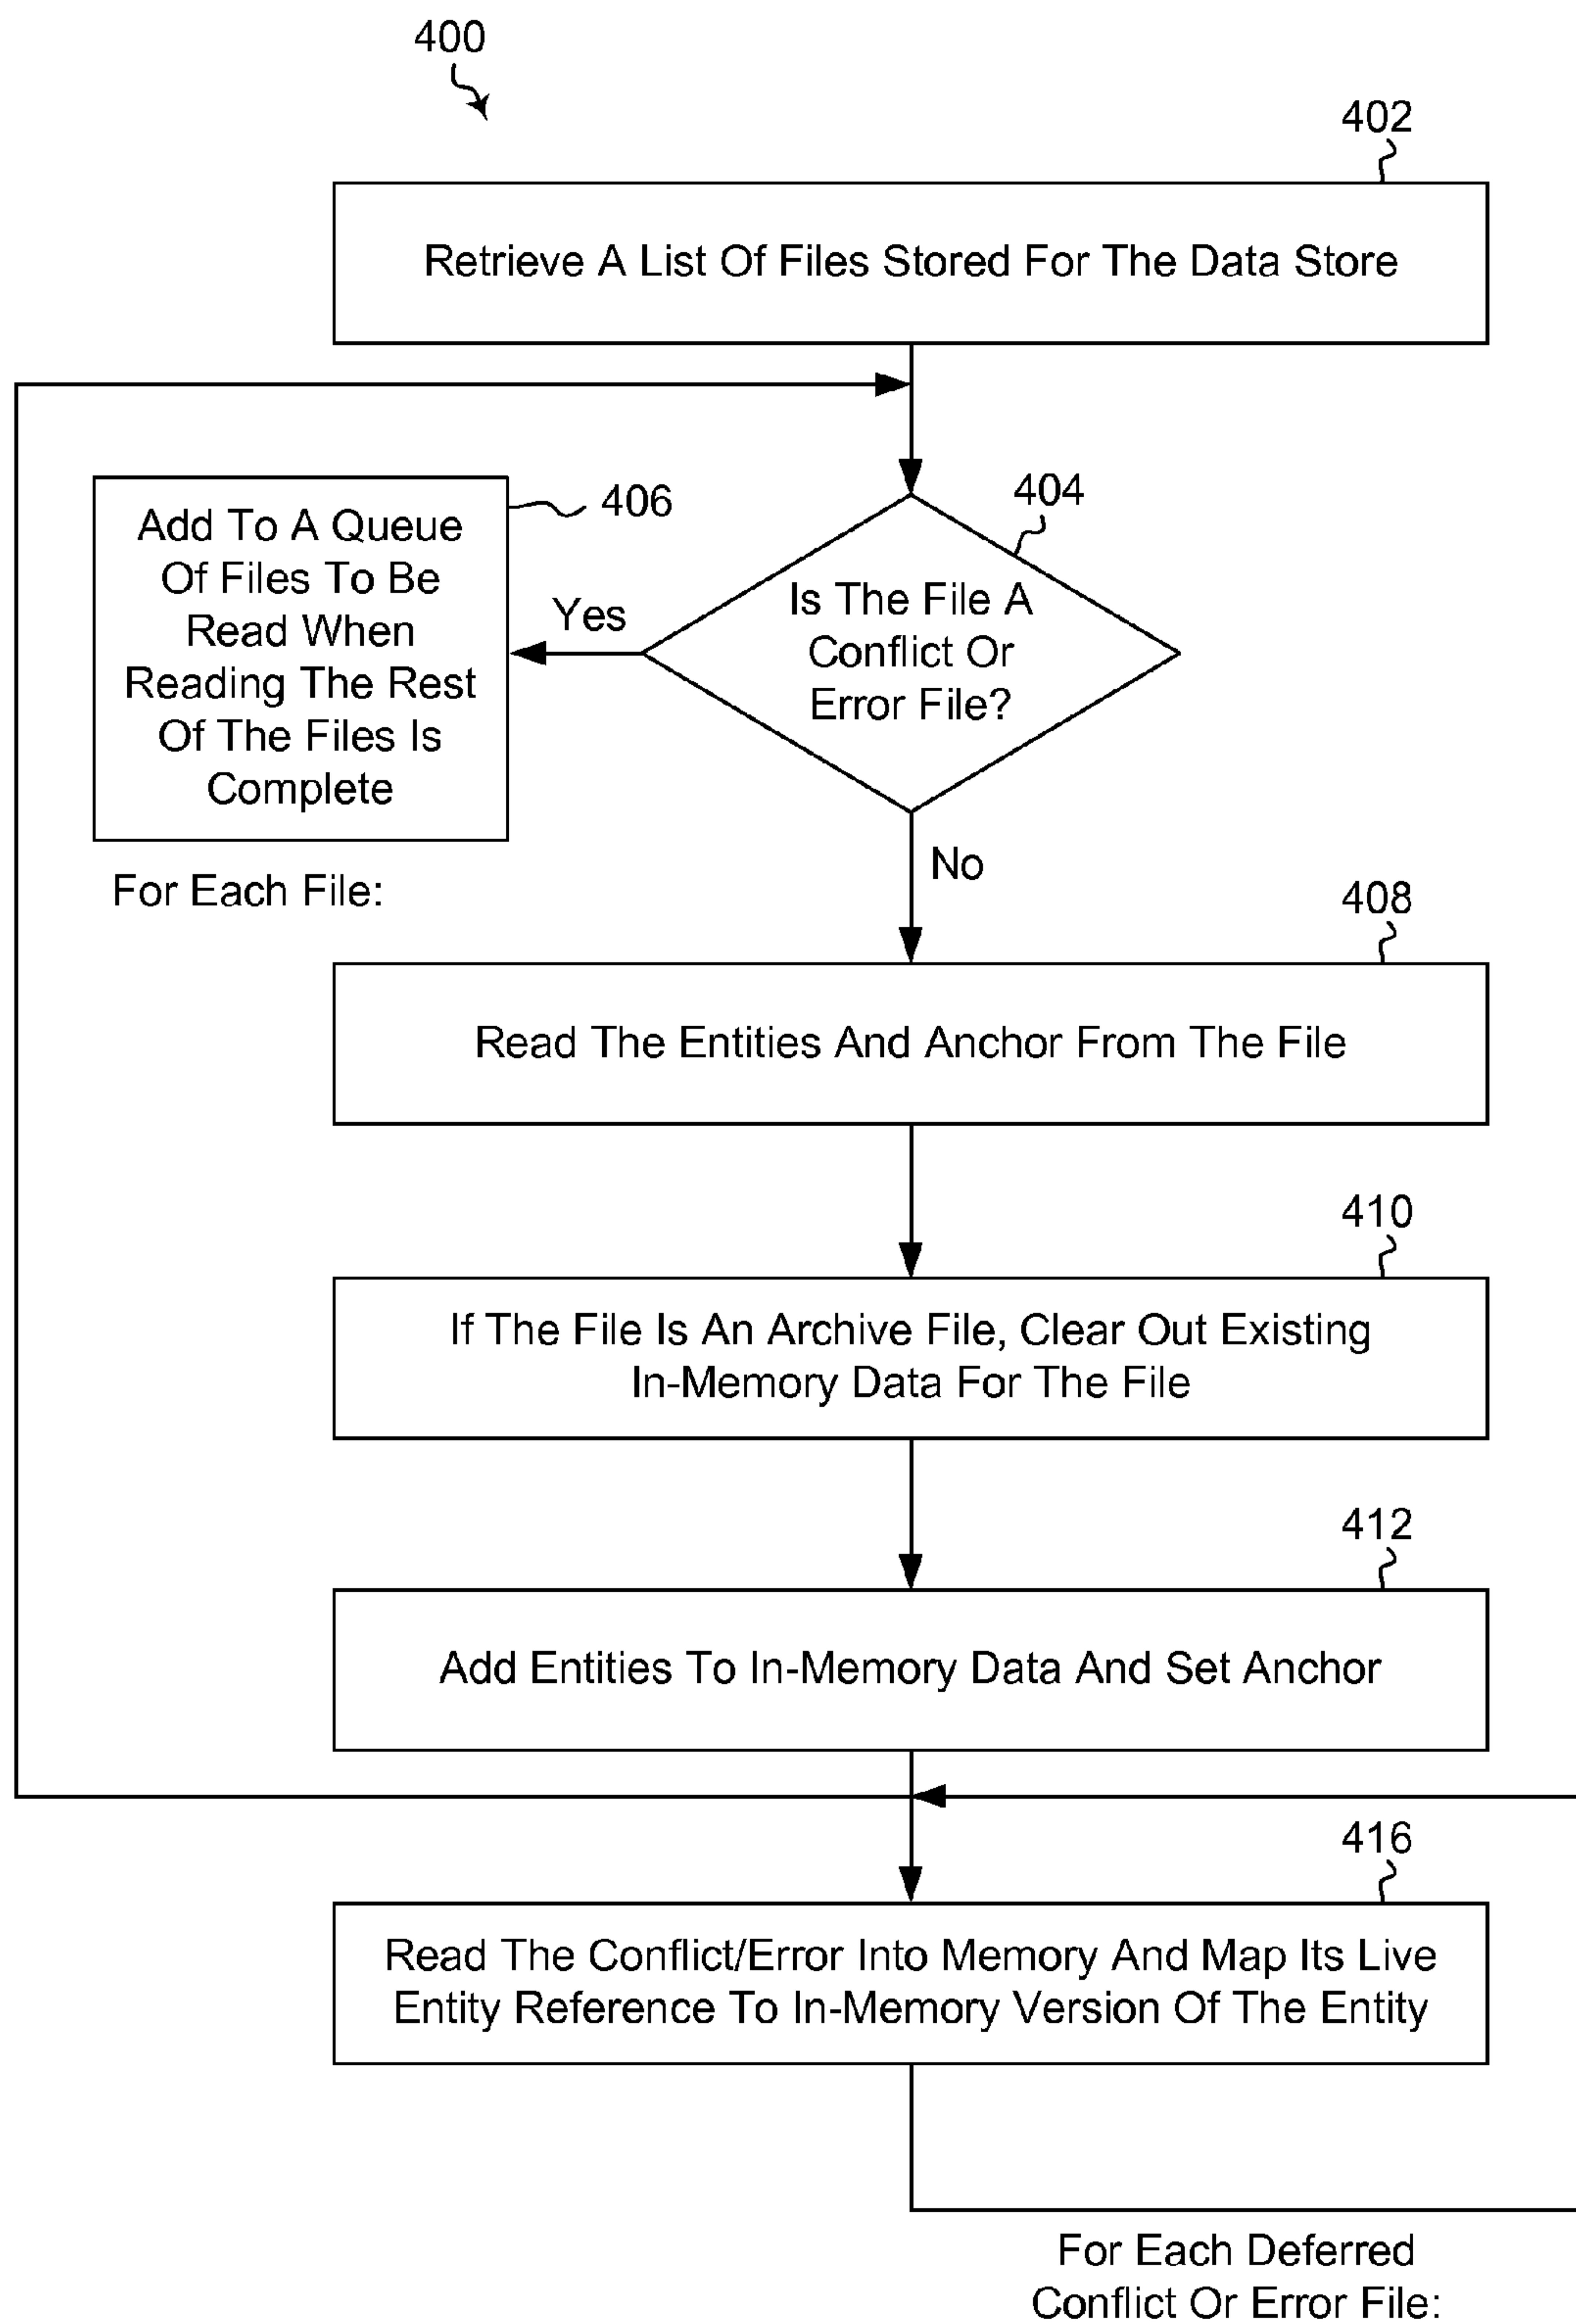 400
402
Retrieve A List Of Files Stored For The Data Store
404
406
Add To A Queue
Of Files To Be
Read When
Reading The Rest
Of The Files Is
Complete
Yes
Is The File A
Conflict Or
Error File?
No
For Each File:
408
Read The Entities And Anchor From The File
410
If The File Is An Archive File, Clear Out Existing
In-Memory Data For The File
412
Add Entities To In-Memory Data And Set Anchor
416
Read The Conflict/Error Into Memory And Map Its Live
Entity Reference To In-Memory Version Of The Entity
For Each Deferred
Conflict Or Error File: